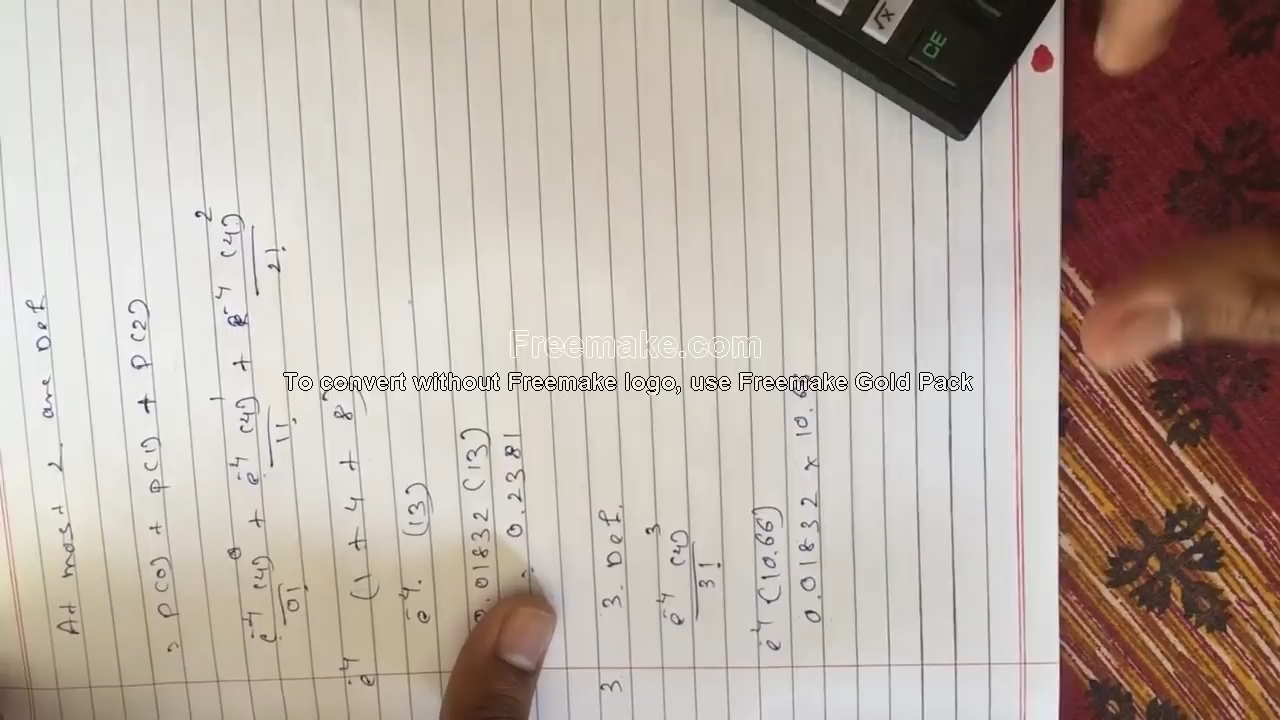 At most 2 are Def
, P(0) + P(1) + P(2)
e^-4 (4)^0 / 0! + e^-4 (4)^1 / 1! + e^-4 (4)^2 / 2!
e^-4 (1 + 4 + 8)
e^-4. (13)
0.01832 (13)
0.2381
3. 3. Def.
e^-4 (4)^3 / 3!
e^-4 (10.66)
0.01832 x 10.6
√x
CE
Freemake.com
To convert without Freemake logo, use Freemake Gold Pack